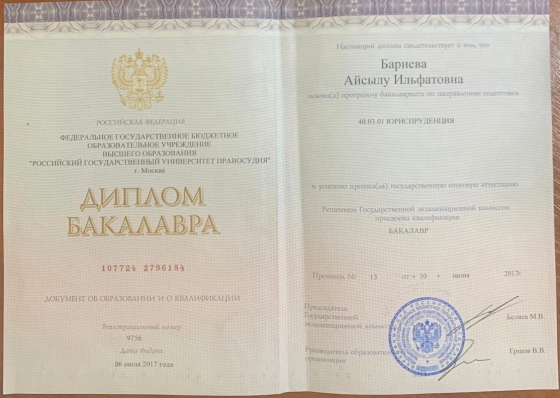 РОССИЙСКАЯ ФЕДЕРАЦИЯ
ФЕДЕРАЛЬНОЕ ГОСУДАРСТВЕННОЕ БЮДЖЕТНОЕ
ОБРАЗОВАТЕЛЬНОЕ УЧРЕЖДЕНИЕ
ВЫСШЕГО ОБРАЗОВАНИЯ
"РОССИЙСКИЙ ГОСУДАРСТВЕННЫЙ УНИВЕРСИТЕТ ПРАВОСУДИЯ"
г. Москва
ДИПЛОМ
БАКАЛАВРА
107724 2796184
ДОКУМЕНТ ОБ ОБРАЗОВАНИИ И О КВАЛИФИКАЦИИ
Регистрационный номер
9756
Дата выдачи
06 июля 2017 года
Настоящий диплом свидетельствует о том, что
Бариева
Айсылу Ильфатовна
освоил(а) программу бакалавриата по направлению подготовки
40.03.01 ЮРИСПРУДЕНЦИЯ
и успешно прошел(ла) государственную итоговую аттестацию
Решением Государственной экзаменационной комиссии
присвоена квалификация
БАКАЛАВР
Протокол № 13 от « 30 » июня 2017г.
Председатель
Государственной
экзаменационной комиссии
Беляев М.В.
Руководитель образовательной
организации
Ершов В.В.